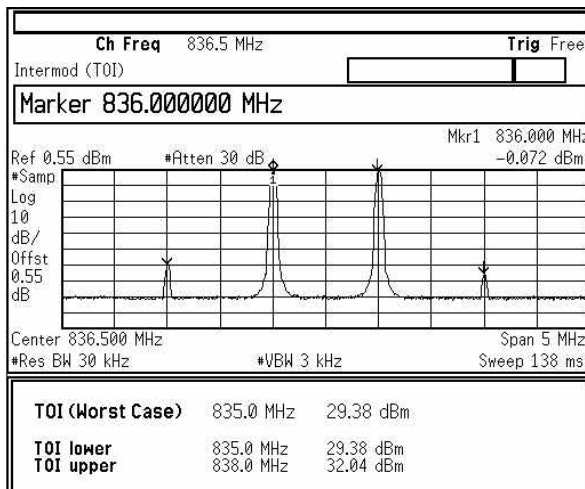 Ch Freq 836.5 MHz Trig Free
Intermod (TOI)
Marker 836.000000 MHz
Mkr1 836.000 MHz
Ref 0.55 dBm #Atten 30 dB -0.072 dBm
#Samp
Log
10
dB/
Offst
0.55
dB
1
Center 836.500 MHz Span 5 MHz
#Res BW 30 kHz #VBW 3 kHz Sweep 138 ms
TOI (Worst Case) 835.0 MHz 29.38 dBm
TOI lower 835.0 MHz 29.38 dBm
TOI upper 838.0 MHz 32.04 dBm